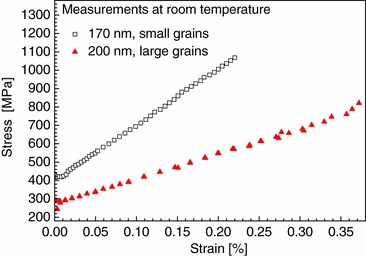 Measurements at room temperature
170 nm, small grains
200 nm, large grains
Stress [MPa]
1300
1200
1100
1000
900
800
700
600
500
400
300
200
0.00 0.05 0.10 0.15 0.20 0.25 0.30 0.35
Strain [%]